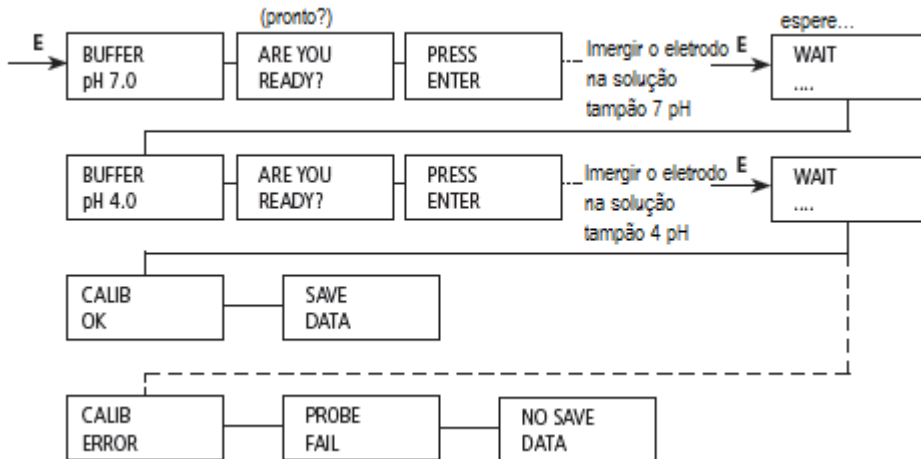 (pronto?)
espere...
E
BUFFER
pH 7.0
ARE YOU
READY?
PRESS
ENTER
Imergir o eletrodo
na solução
tampão 7 pH
E
WAIT
....
BUFFER
pH 4.0
ARE YOU
READY?
PRESS
ENTER
Imergir o eletrodo
na solução
tampão 4 pH
E
WAIT
....
CALIB
OK
SAVE
DATA
CALIB
ERROR
PROBE
FAIL
NO SAVE
DATA